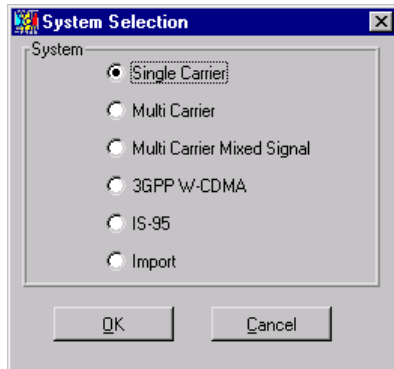 System Selection
System
Single Carrier
Multi Carrier
Multi Carrier Mixed Signal
3GPP W-CDMA
IS-95
Import
OK Cancel